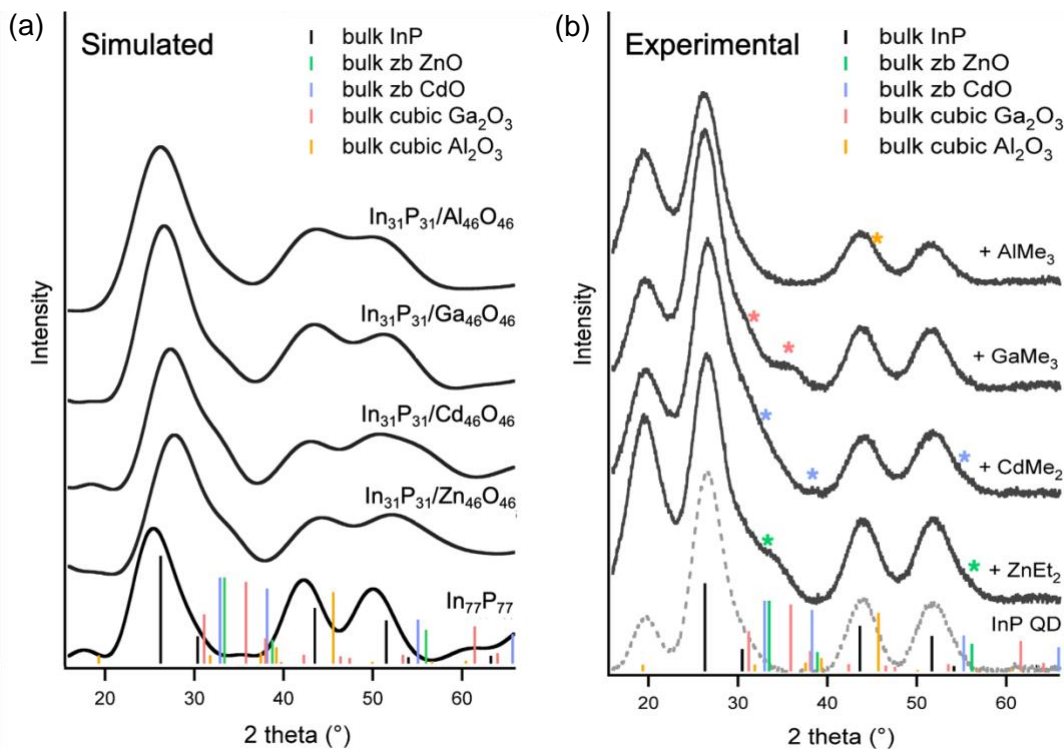 (a)
Simulated
bulk InP
bulk zb ZnO
bulk zb CdO
bulk cubic Ga₂O₃
bulk cubic Al₂O₃
In₃₁P₃₁/Al₄₆O₄₆
In₃₁P₃₁/Ga₄₆O₄₆
In₃₁P₃₁/Cd₄₆O₄₆
In₃₁P₃₁/Zn₄₆O₄₆
In₇₇P₇₇
Intensity
20 30 40 50 60
2 theta (°)
(b)
Experimental
bulk InP
bulk zb ZnO
bulk zb CdO
bulk cubic Ga₂O₃
bulk cubic Al₂O₃
+ AlMe₃
+ GaMe₃
+ CdMe₂
+ ZnEt₂
InP QD
Intensity
20 30 40 50 60
2 theta (°)